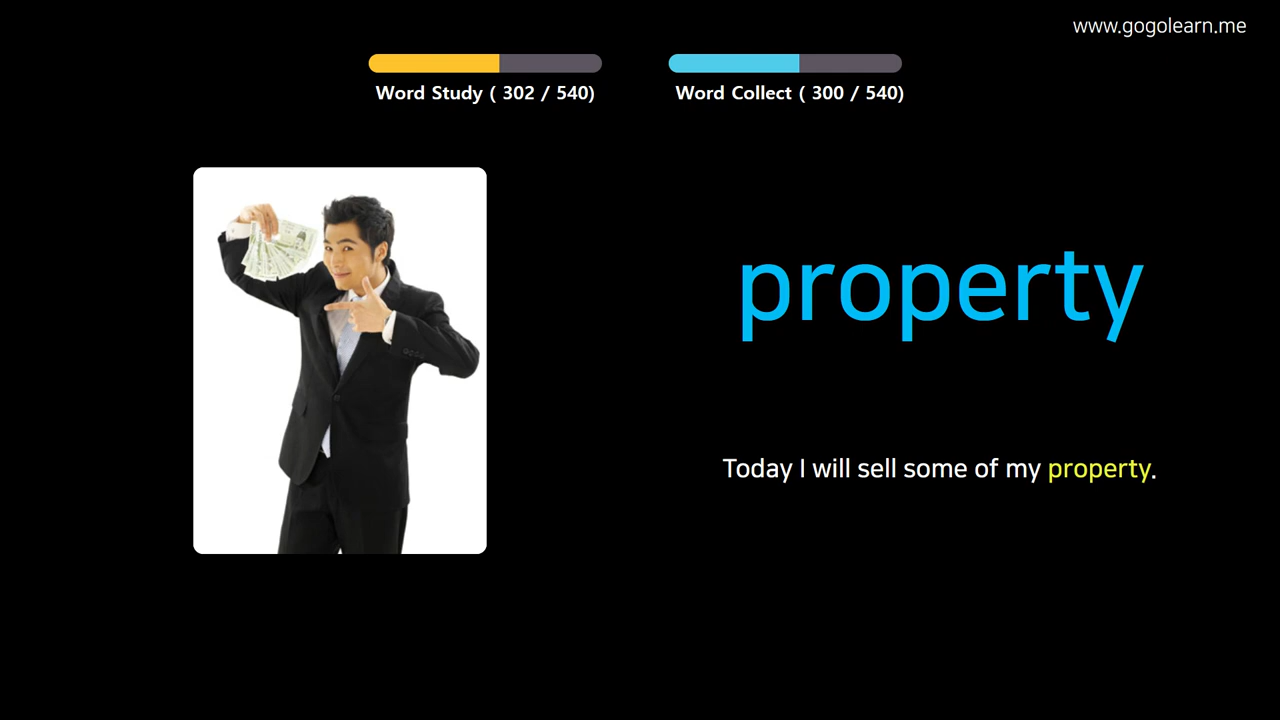 www.gogolearn.me
Word Study ( 302 / 540)
Word Collect ( 300 / 540)
property
Today I will sell some of my property.